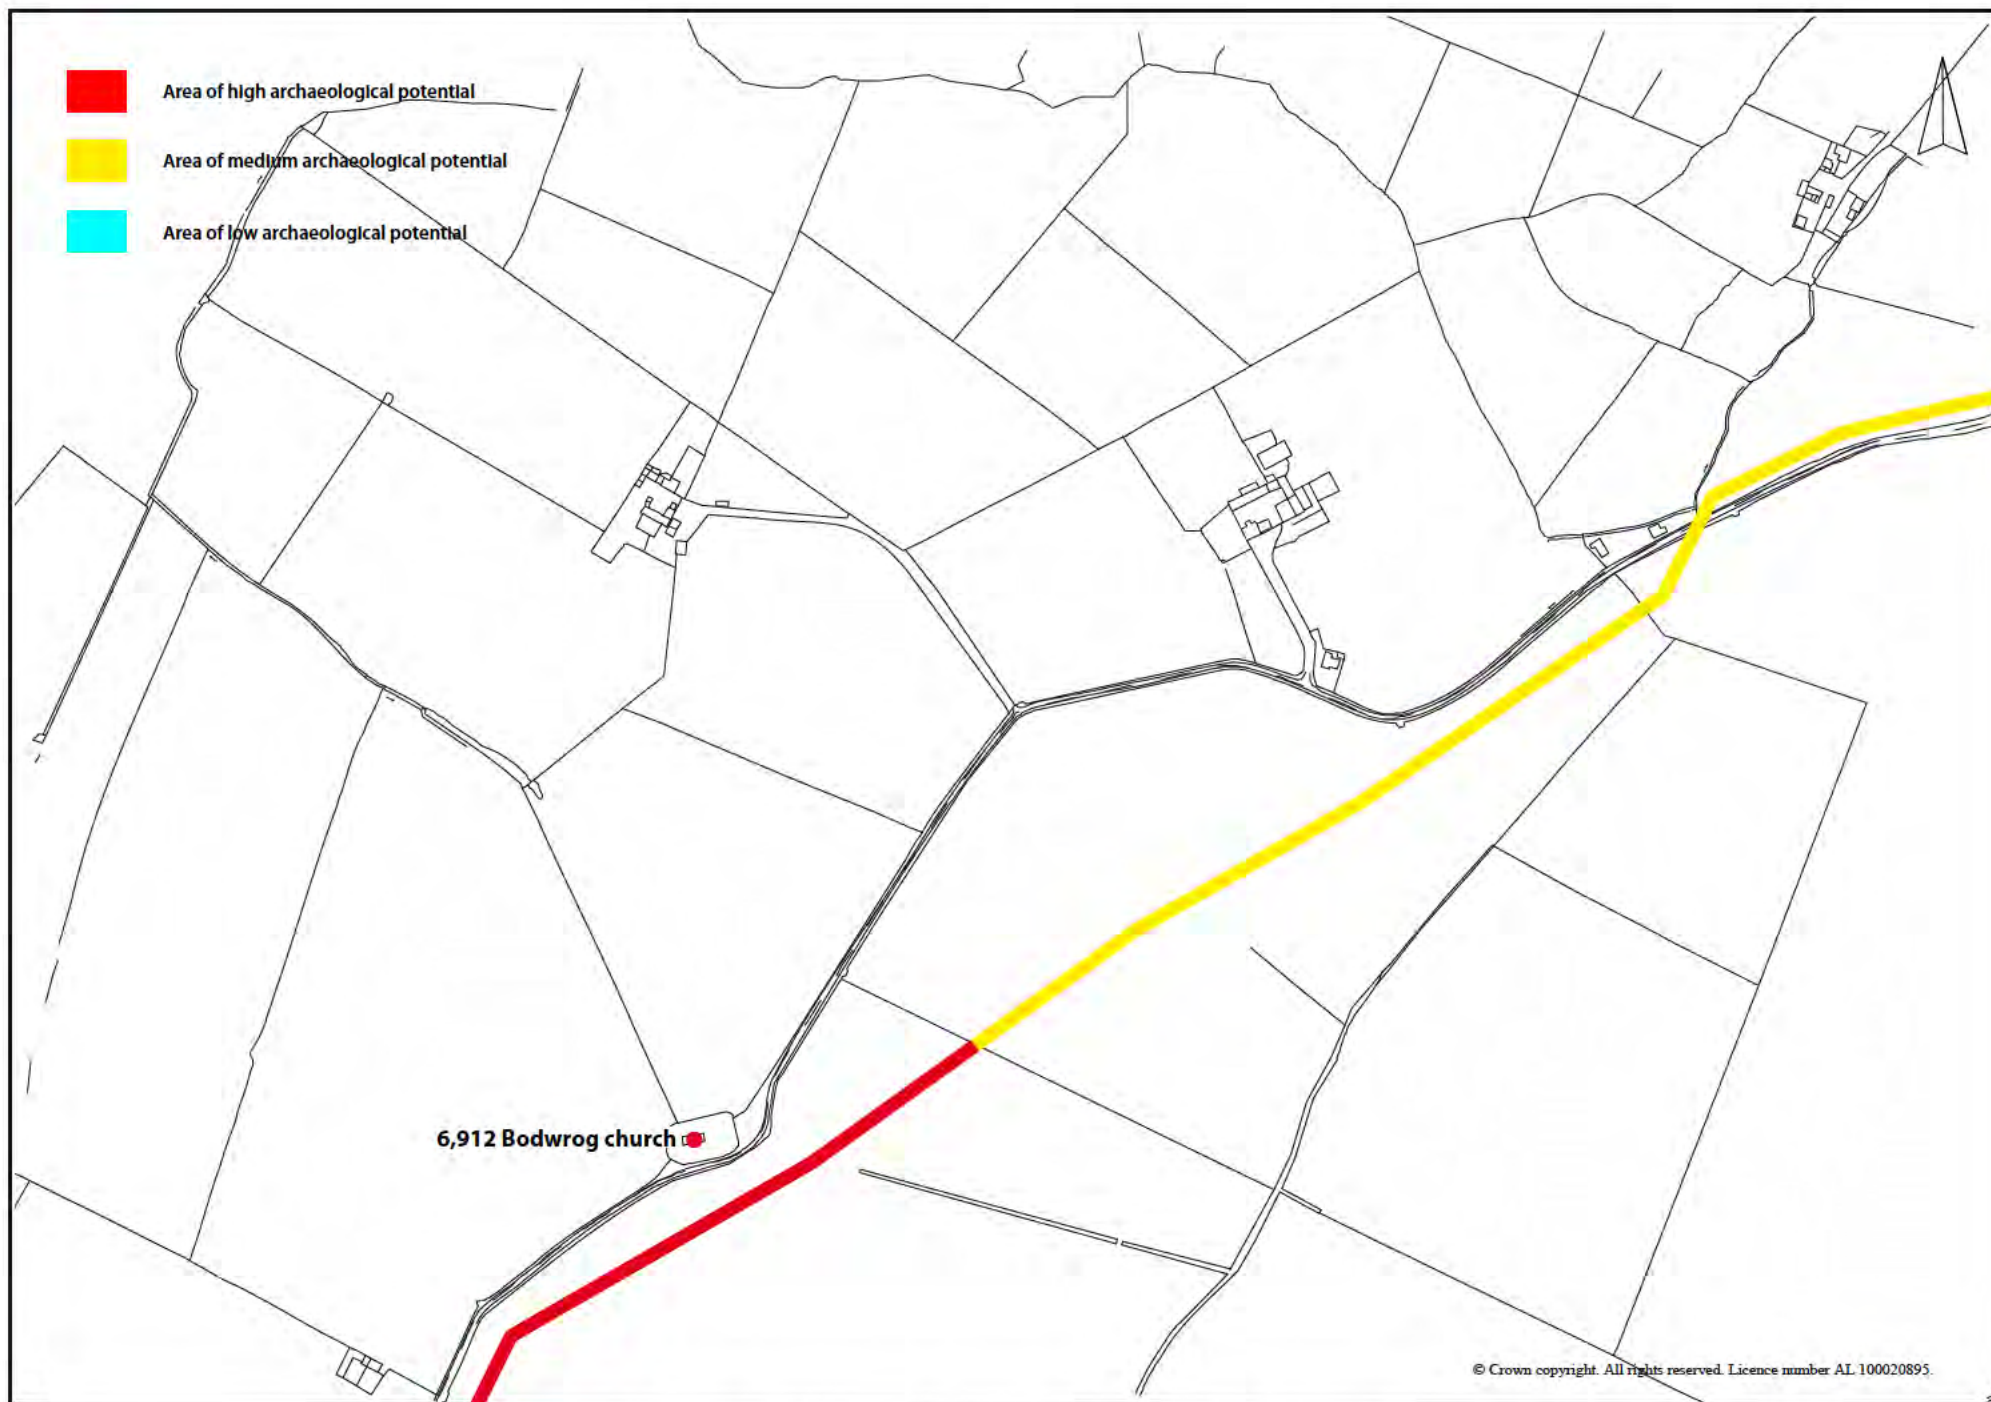 Area of high archaeological potential
Area of medium archaeological potential
Area of low archaeological potential
6,912 Bodwrog church
© Crown copyright. All rights reserved. Licence number AL 100020895.